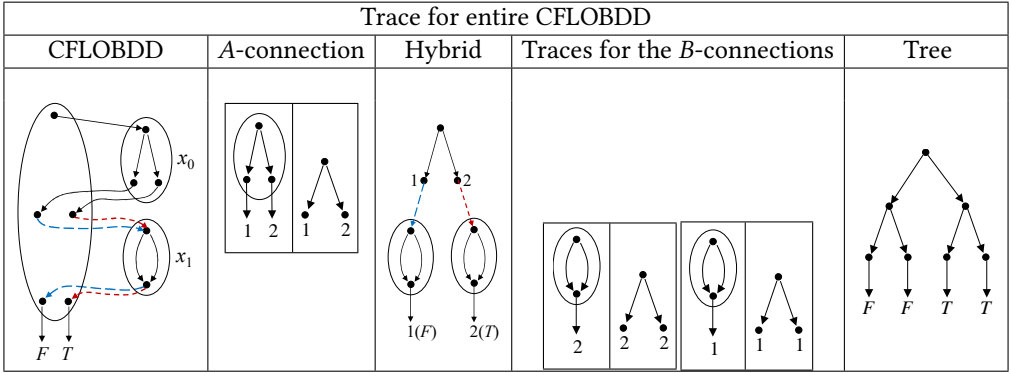 Trace for entire CFLOBDD
CFLOBDD
A-connection
Hybrid
Traces for the B-connections
Tree
x0
x1
F T
1 2
1 2
1 2
1(F) 2(T)
2
2 2
1
1 1
F F T T